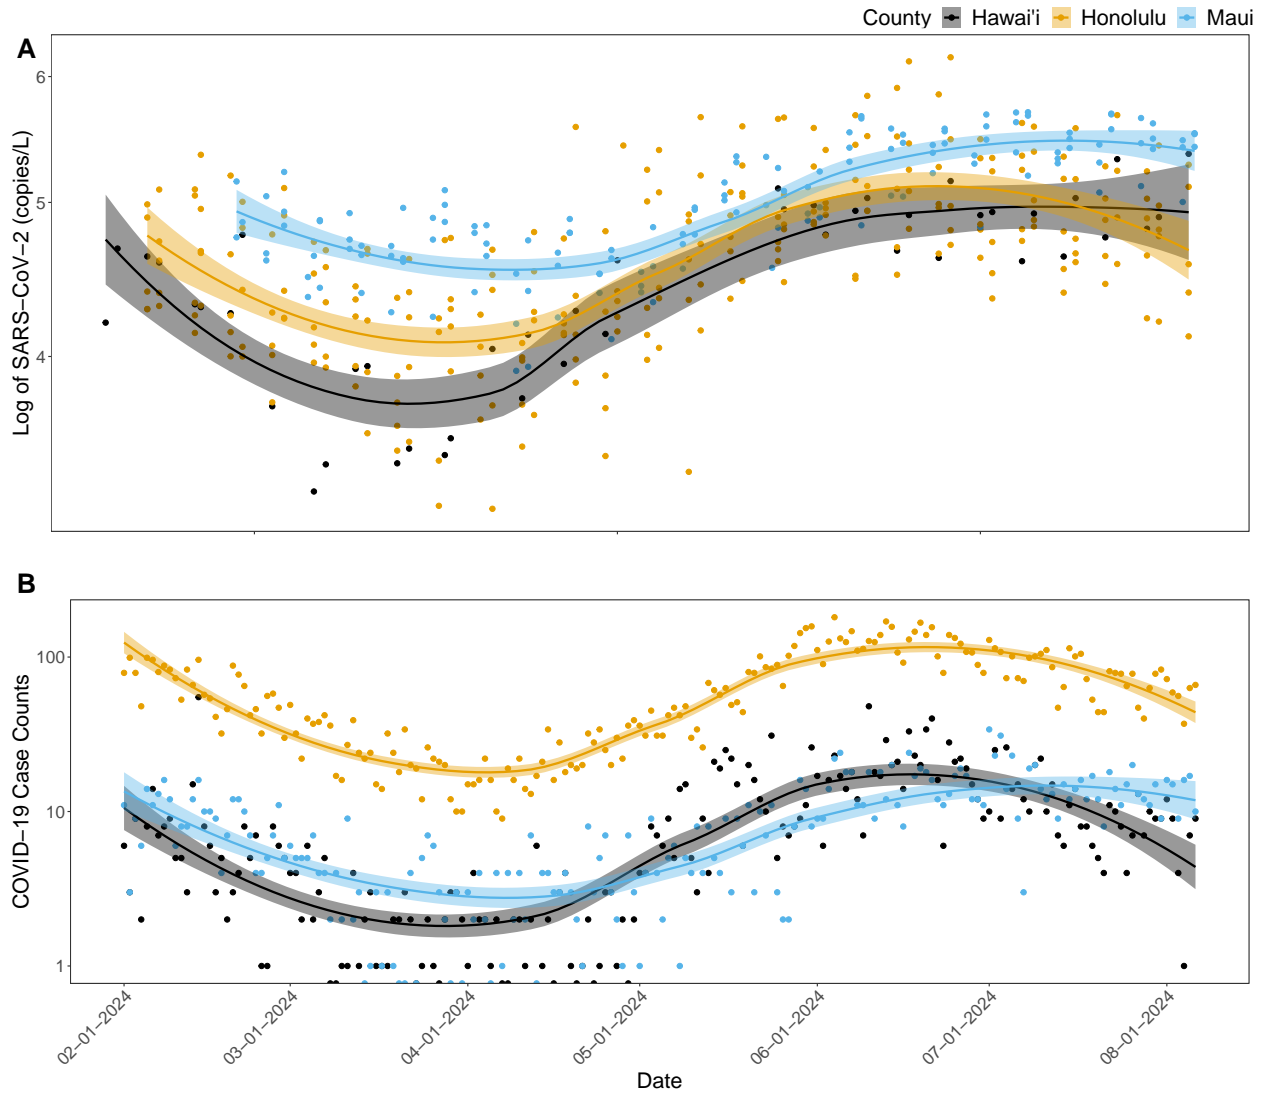 County Hawai'i Honolulu Maui
A
6
5
4
Log of SARS−CoV−2 (copies/L)
B
100
10
1
COVID−19 Case Counts
02−01−2024 03−01−2024 04−01−2024 05−01−2024 06−01−2024 07−01−2024 08−01−2024
Date